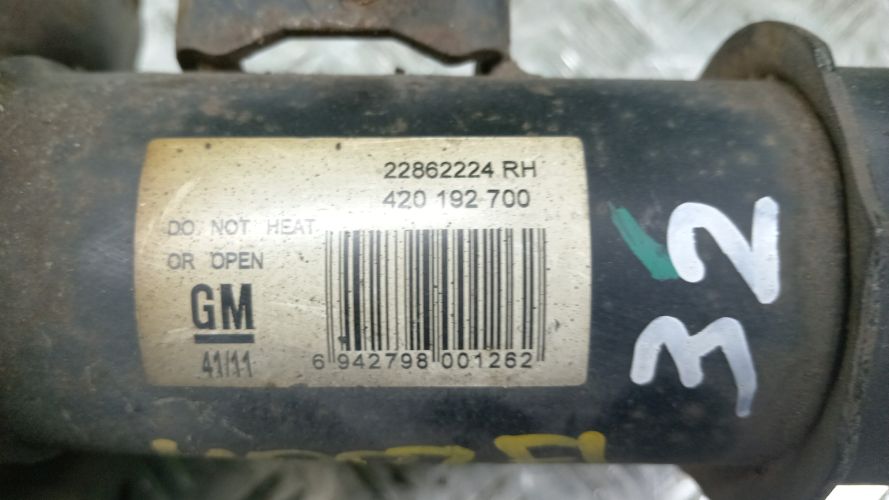 22862224 RH
420 192 700
DO NOT HEAT
OR OPEN
GM
41/11
6 942798 001262
32